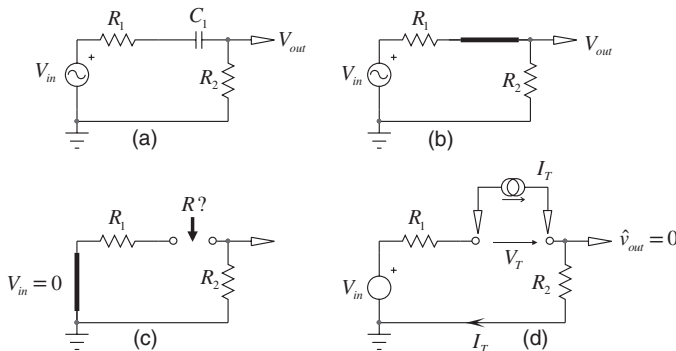 R1 C1 Vout
+
Vin R2
(a)
R1 Vout
+
Vin R2
(b)
R?
R1
Vin = 0 R2
(c)
IT
R1
VT v̂out = 0
+
Vin R2
IT (d)